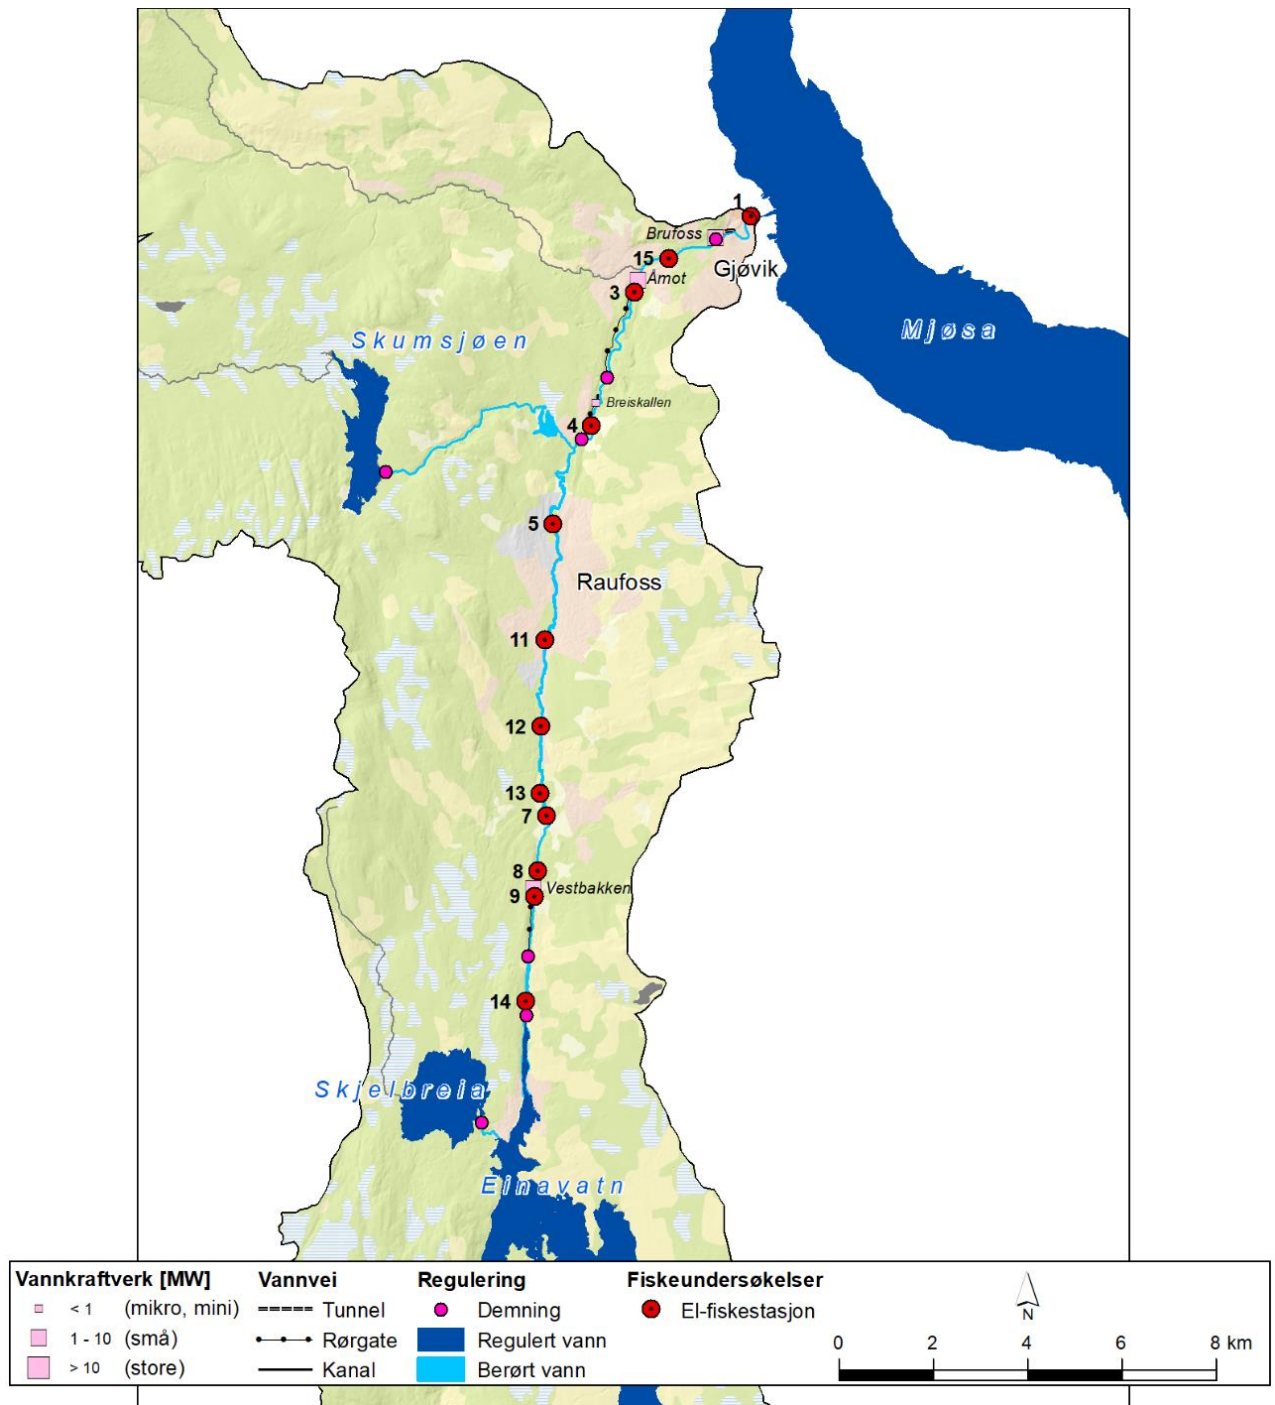 1
Brufoss
15
Gjøvik
Åmot
3
Mjøsa
Skumsjøen
Breiskallen
4
5
Raufoss
11
12
13
7
8
Vestbakken
9
14
Skjelbreia
Einavatn
Vannkraftverk [MW]
< 1 (mikro, mini)
1 - 10 (små)
> 10 (store)
Vannvei
Tunnel
Rørgate
Kanal
Regulering
Demning
Regulert vann
Berørt vann
Fiskeundersøkelser
El-fiskestasjon
N
0 2 4 6 8 km